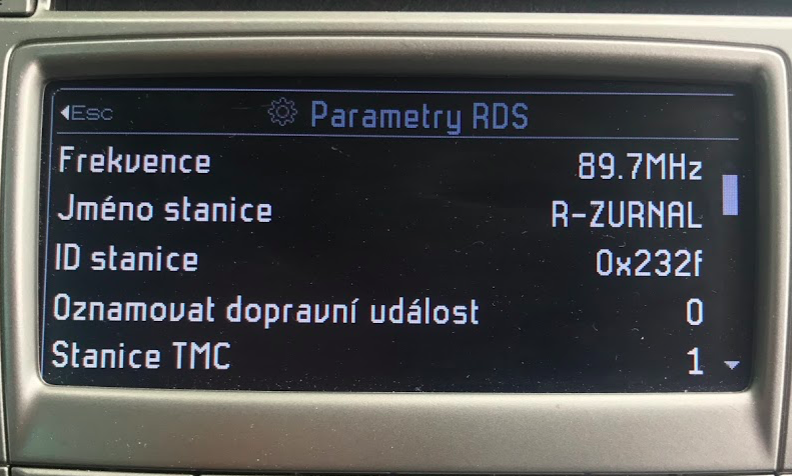 Esc Parametry RDS
Frekvence 89.7MHz
Jméno stanice R-ZURNAL
ID stanice 0x232f
Oznamovat dopravní událost 0
Stanice TMC 1